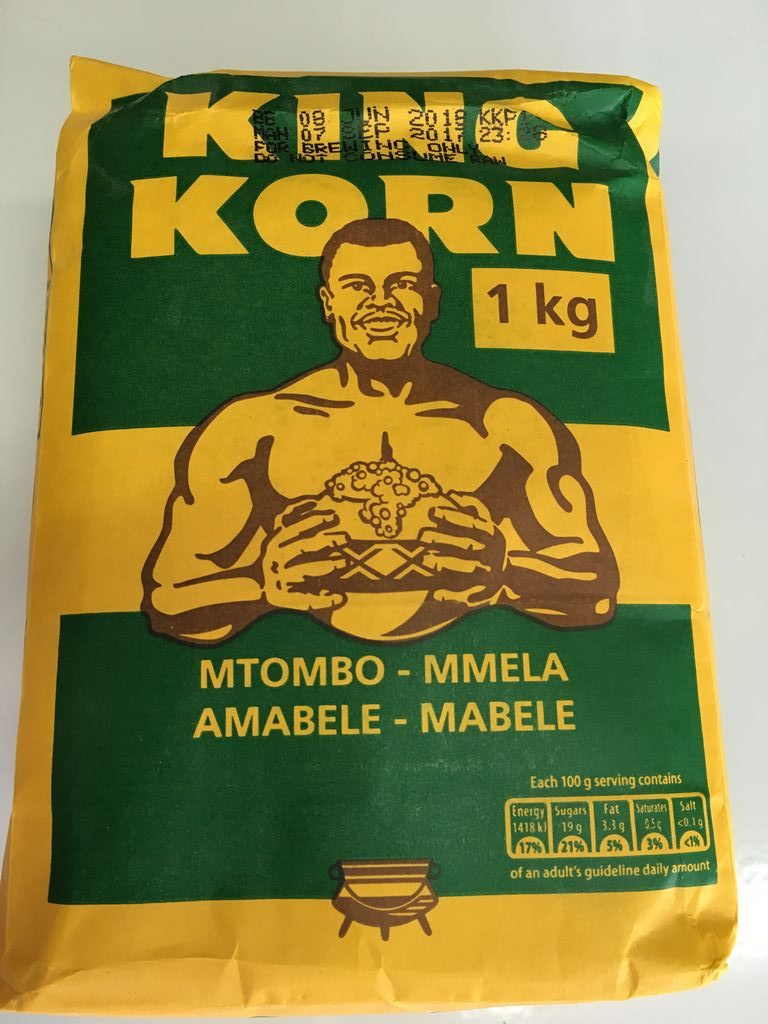 KING
BE 08 JUN 2018 KKP
MAN 07 SEP 2017 23:
FOR BREWING ONLY
DO NOT CONSUME RAW
KORN
1 kg
MTOMBO - MMELA
AMABELE - MABELE
Each 100 g serving contains
Energy Sugars Fat Saturates Salt
1418 kJ 19 g 3.3 g 0.5 g <0.1 g
17% 21% 5% 3% <1%
of an adult's guideline daily amount